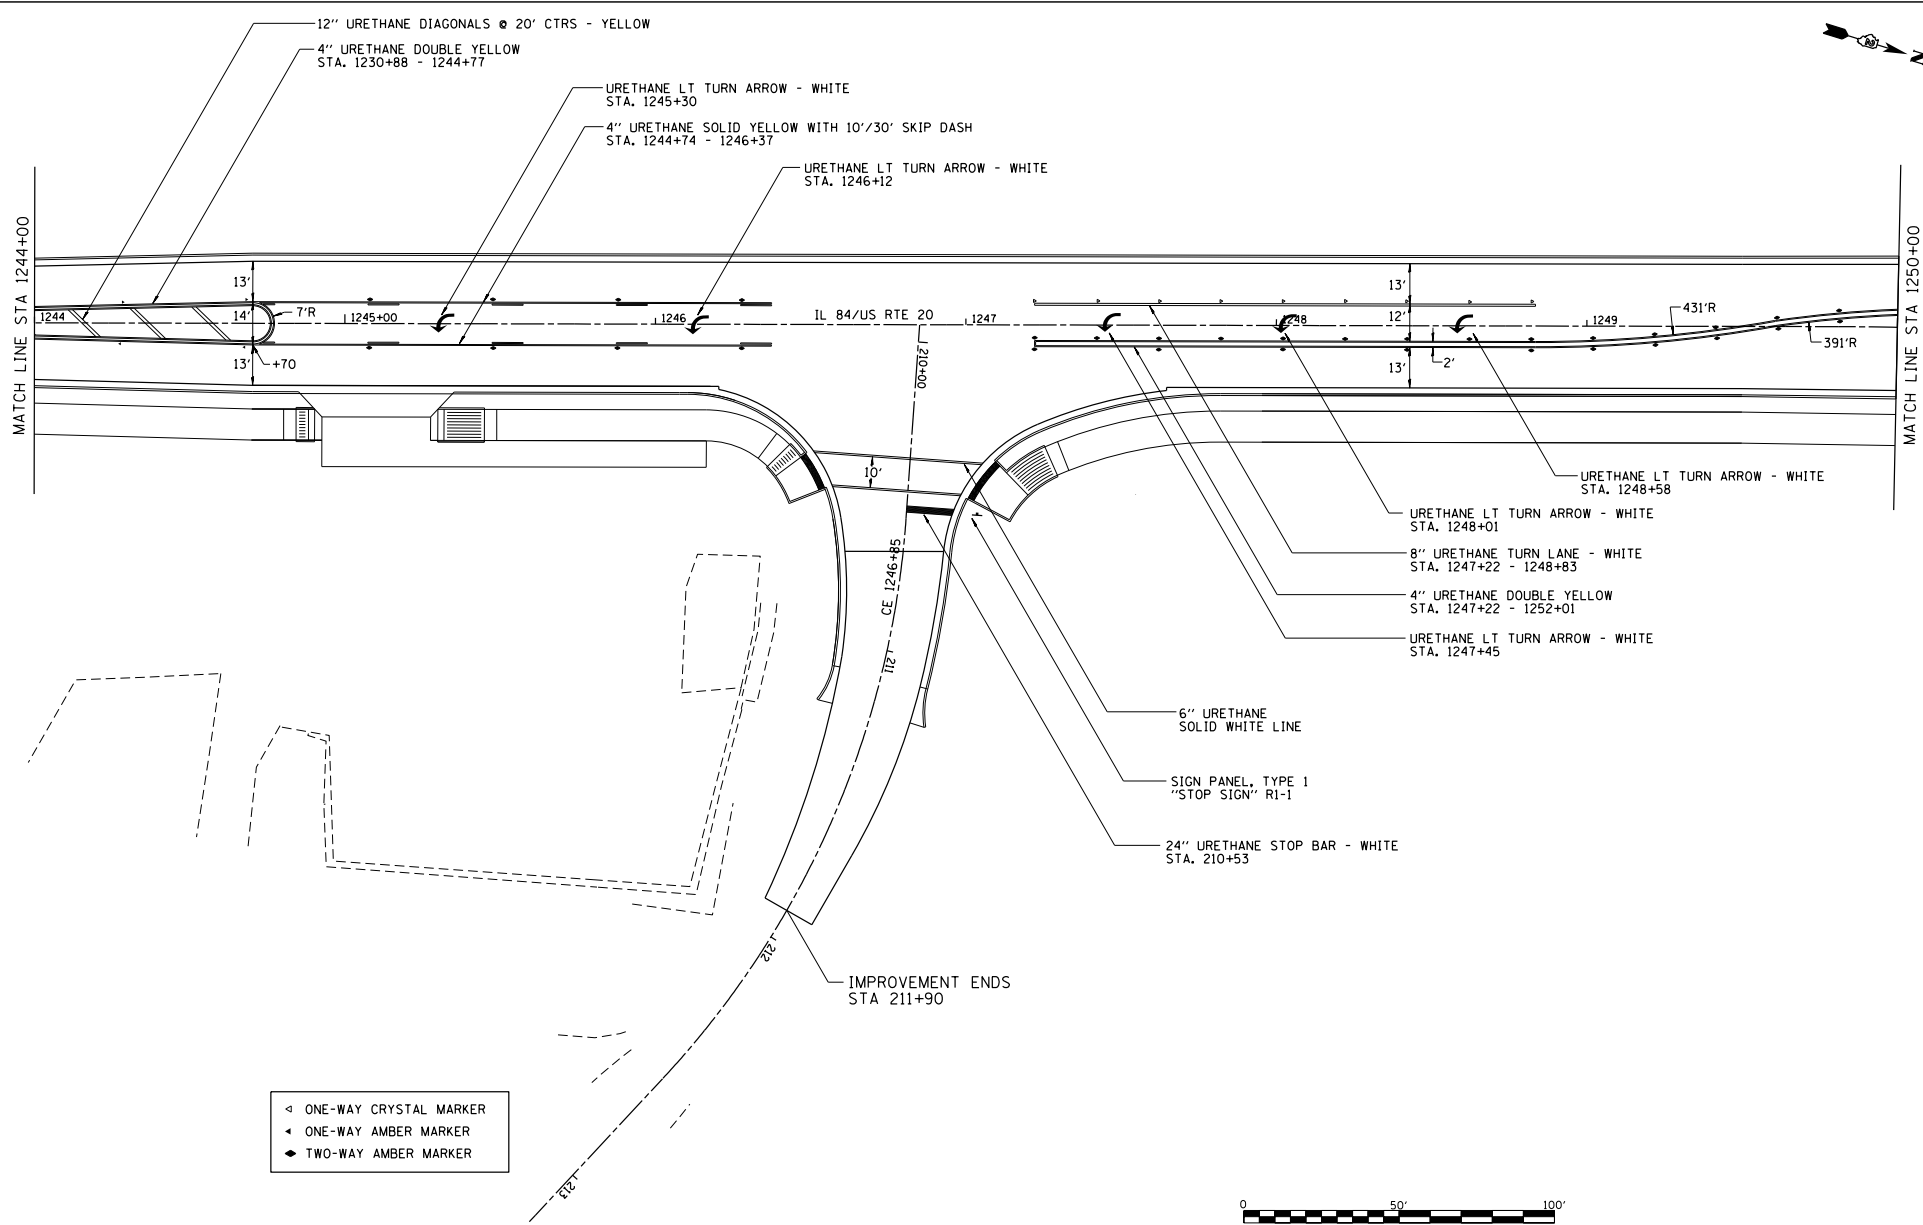 12" URETHANE DIAGONALS @ 20' CTRS - YELLOW
4" URETHANE DOUBLE YELLOW
STA. 1230+88 - 1244+77
URETHANE LT TURN ARROW - WHITE
STA. 1245+30
4" URETHANE SOLID YELLOW WITH 10'/30' SKIP DASH
STA. 1244+74 - 1246+37
URETHANE LT TURN ARROW - WHITE
STA. 1246+12
N
MATCH LINE STA 1244+00
MATCH LINE STA 1250+00
13'
14'
13'
7'R
+70
1244
1245+00
1246
IL 84/US RTE 20
1247
1248
1249
13'
12'
13'
2'
431'R
391'R
210+00
10'
CE 1246+85
211
212
213
URETHANE LT TURN ARROW - WHITE
STA. 1248+58
URETHANE LT TURN ARROW - WHITE
STA. 1248+01
8" URETHANE TURN LANE - WHITE
STA. 1247+22 - 1248+83
4" URETHANE DOUBLE YELLOW
STA. 1247+22 - 1252+01
URETHANE LT TURN ARROW - WHITE
STA. 1247+45
6" URETHANE
SOLID WHITE LINE
SIGN PANEL, TYPE 1
"STOP SIGN" R1-1
24" URETHANE STOP BAR - WHITE
STA. 210+53
IMPROVEMENT ENDS
STA 211+90
ONE-WAY CRYSTAL MARKER
ONE-WAY AMBER MARKER
TWO-WAY AMBER MARKER
0 50' 100'